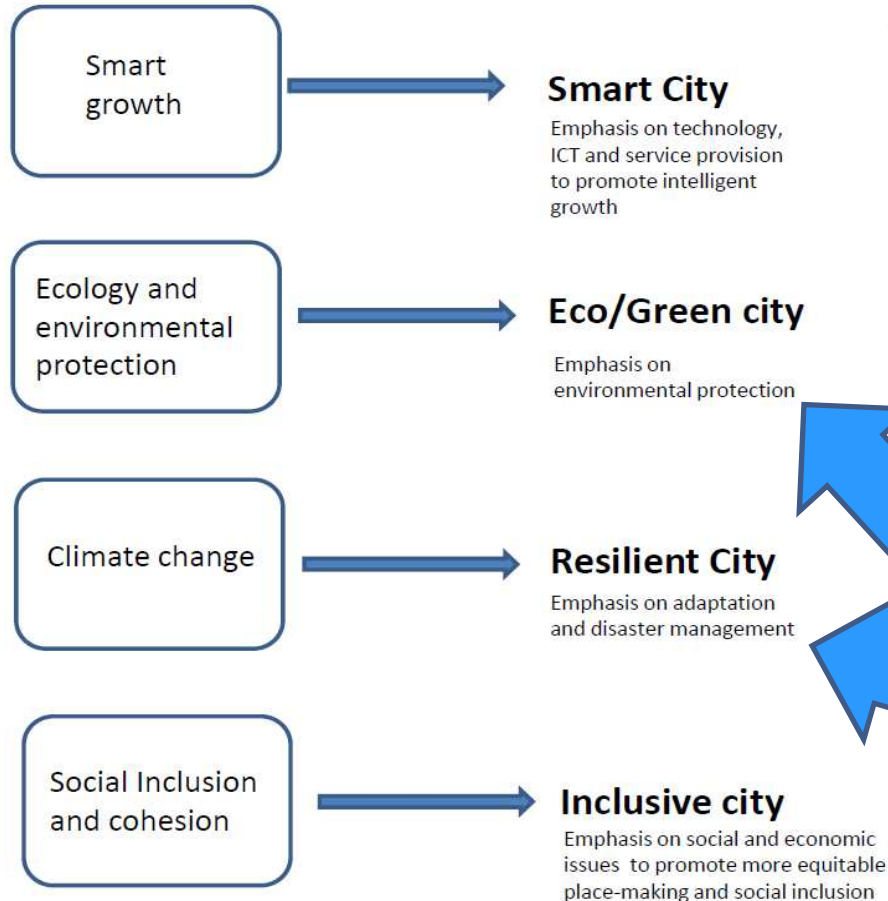 Smart
growth
Smart City
Emphasis on technology,
ICT and service provision
to promote intelligent
growth
Ecology and
environmental
protection
Eco/Green city
Emphasis on
environmental protection
Climate change
Resilient City
Emphasis on adaptation
and disaster management
Social Inclusion
and cohesion
Inclusive city
Emphasis on social and economic
issues to promote more equitable
place-making and social inclusion